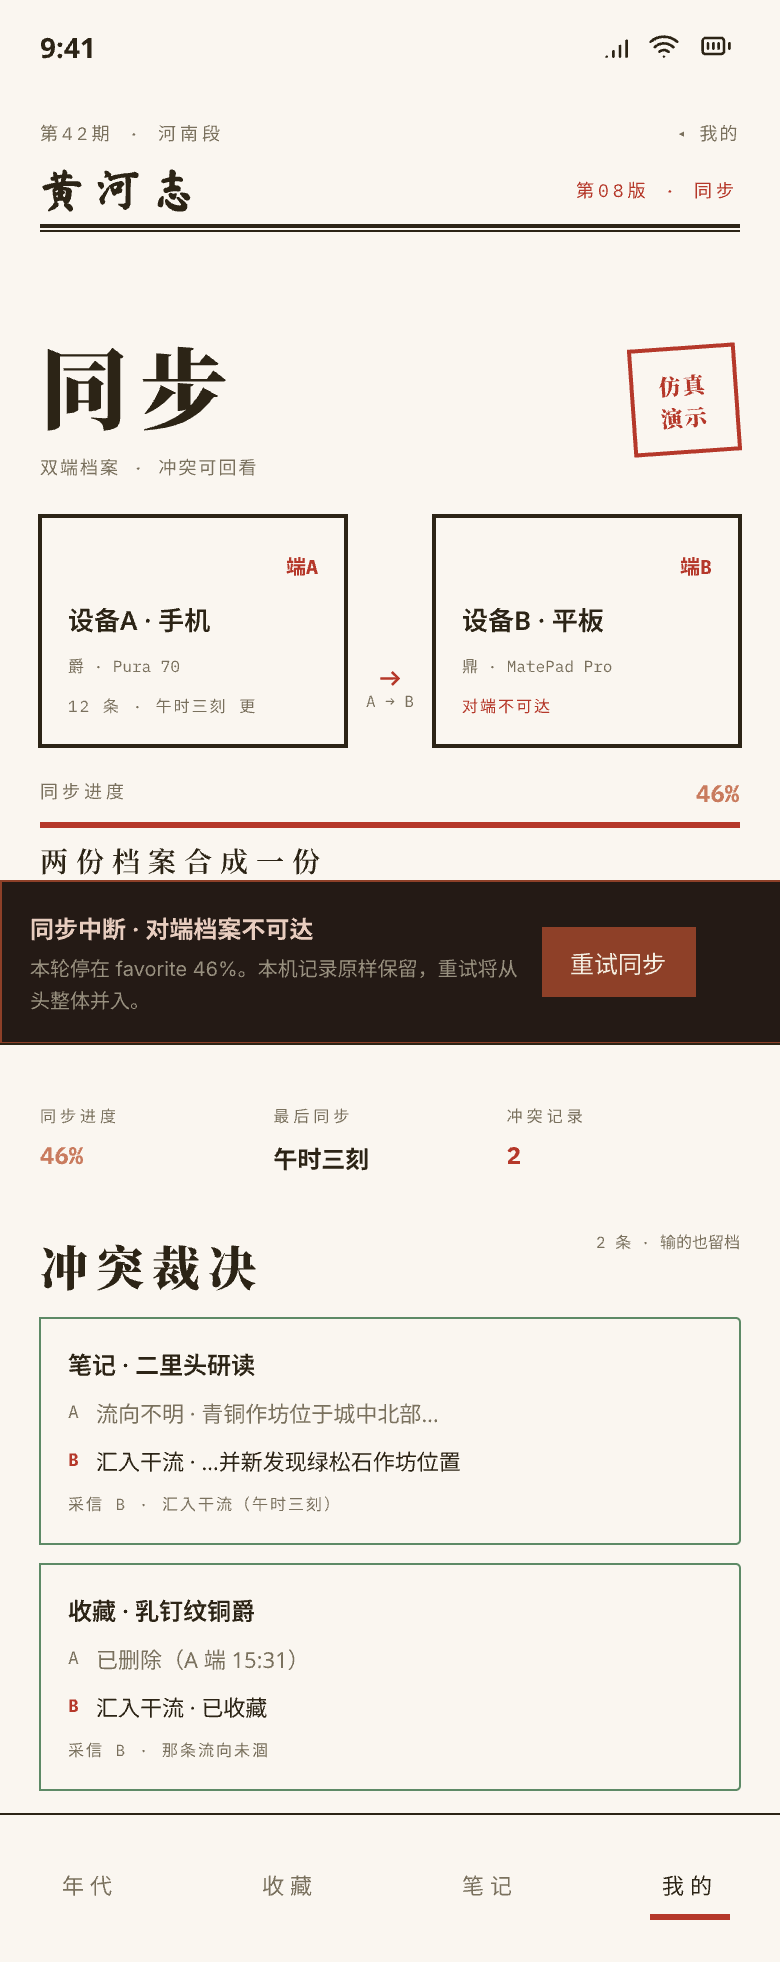 9:41
第42期 · 河南段
◂ 我的
黄河志
第08版 · 同步
同步
仿真
演示
双端档案 · 冲突可回看
端A
设备A · 手机
爵 · Pura 70
12 条 · 午时三刻 更
→
A → B
端B
设备B · 平板
鼎 · MatePad Pro
对端不可达
同步进度
46%
两份档案合成一份
同步中断 · 对端档案不可达
本轮停在 favorite 46%。本机记录原样保留，重试将从
头整体并入。
重试同步
同步进度
46%
最后同步
午时三刻
冲突记录
2
冲突裁决
2 条 · 输的也留档
笔记 · 二里头研读
A 流向不明 · 青铜作坊位于城中北部...
B 汇入干流 · ...并新发现绿松石作坊位置
采信 B · 汇入干流（午时三刻）
收藏 · 乳钉纹铜爵
A 已删除（A 端 15:31）
B 汇入干流 · 已收藏
采信 B · 那条流向未涸
年代
收藏
笔记
我的